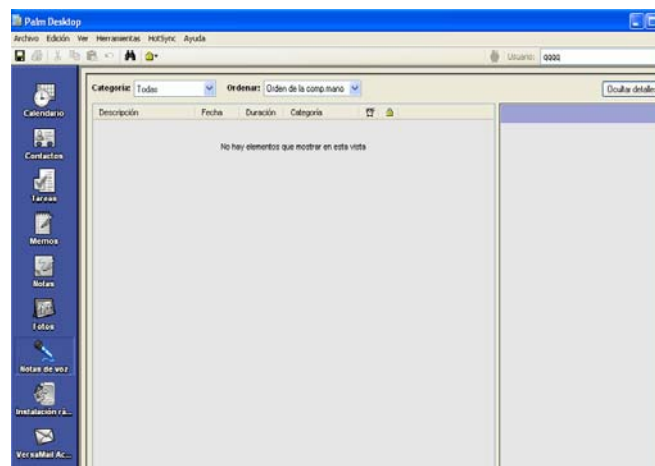 Palm Desktop
Archivo Edición Ver Herramientas HotSync Ayuda
Usuario: qqqq
Categoría: Todas Ordenar: Orden de la comp.mano Ocultar detalles
Descripción Fecha Duración Categoría
No hay elementos que mostrar en esta vista
Calendario
Contactos
Tareas
Memos
Notas
Fotos
Notas de voz
Instalación rá...
VersaMail Ac...